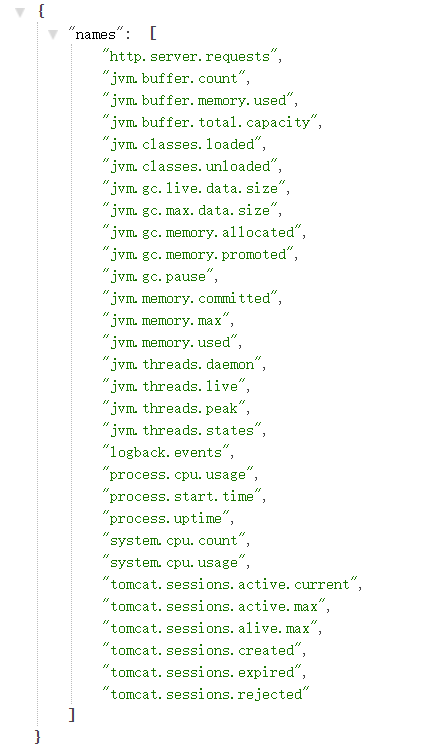 {
"names": [
"http.server.requests",
"jvm.buffer.count",
"jvm.buffer.memory.used",
"jvm.buffer.total.capacity",
"jvm.classes.loaded",
"jvm.classes.unloaded",
"jvm.gc.live.data.size",
"jvm.gc.max.data.size",
"jvm.gc.memory.allocated",
"jvm.gc.memory.promoted",
"jvm.gc.pause",
"jvm.memory.committed",
"jvm.memory.max",
"jvm.memory.used",
"jvm.threads.daemon",
"jvm.threads.live",
"jvm.threads.peak",
"jvm.threads.states",
"logback.events",
"process.cpu.usage",
"process.start.time",
"process.uptime",
"system.cpu.count",
"system.cpu.usage",
"tomcat.sessions.active.current",
"tomcat.sessions.active.max",
"tomcat.sessions.alive.max",
"tomcat.sessions.created",
"tomcat.sessions.expired",
"tomcat.sessions.rejected"
]
}